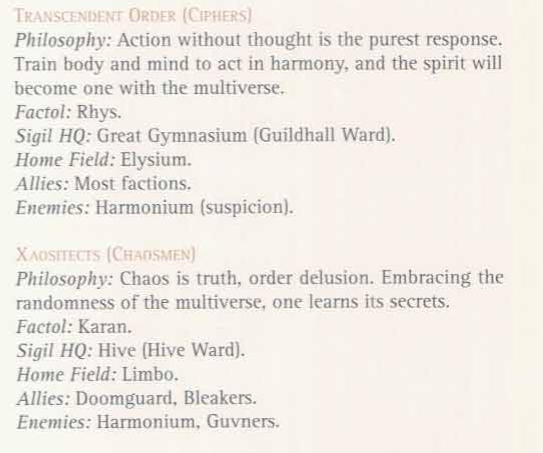 TRANSCENDENT ORDER (CIPHERS)
Philosophy: Action without thought is the purest response.
Train body and mind to act in harmony, and the spirit will
become one with the multiverse.
Factol: Rhys.
Sigil HQ: Great Gymnasium (Guildhall Ward).
Home Field: Elysium.
Allies: Most factions.
Enemies: Harmonium (suspicion).
XAOSITECTS (CHAOSMEN)
Philosophy: Chaos is truth, order delusion. Embracing the
randomness of the multiverse, one learns its secrets.
Factol: Karan.
Sigil HQ: Hive (Hive Ward).
Home Field: Limbo.
Allies: Doomguard, Bleakers.
Enemies: Harmonium, Guvners.